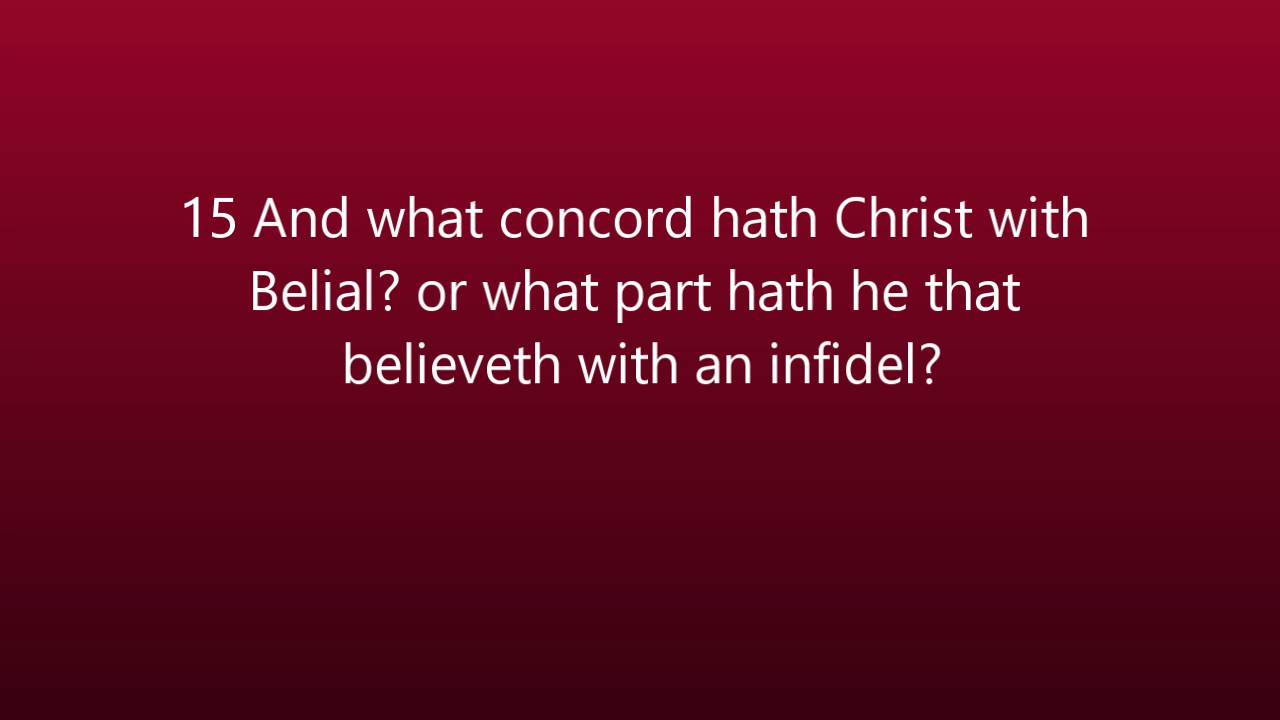 15 And what concord hath Christ with
Belial? or what part hath he that
believeth with an infidel?